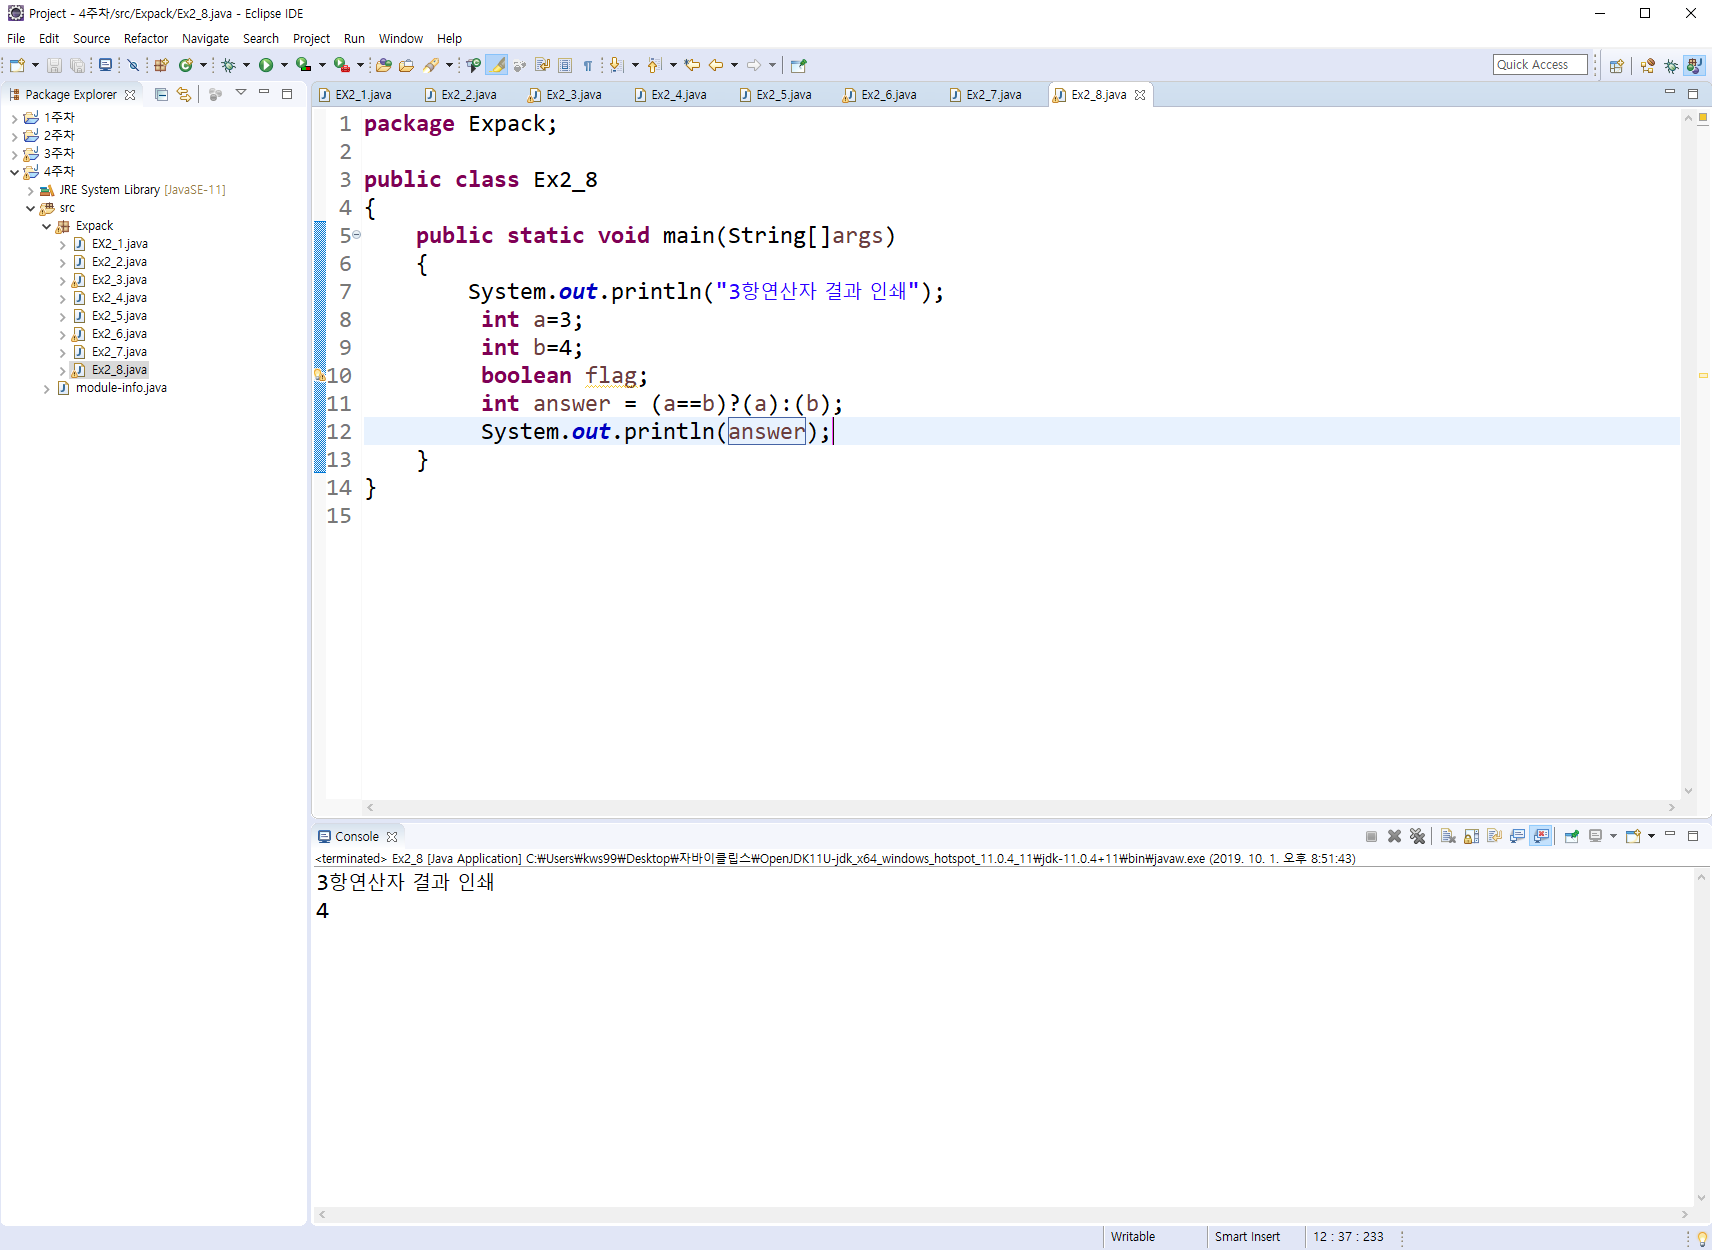 Project - 4주차/src/Expack/Ex2_8.java - Eclipse IDE
File Edit Source Refactor Navigate Search Project Run Window Help
Quick Access
Package Explorer
1주차
2주차
3주차
4주차
JRE System Library [JavaSE-11]
src
Expack
EX2_1.java
Ex2_2.java
Ex2_3.java
Ex2_4.java
Ex2_5.java
Ex2_6.java
Ex2_7.java
Ex2_8.java
module-info.java
EX2_1.java Ex2_2.java Ex2_3.java Ex2_4.java Ex2_5.java Ex2_6.java Ex2_7.java Ex2_8.java
1 package Expack;
2
3 public class Ex2_8
4 {
5 public static void main(String[]args)
6 {
7 System.out.println("3항연산자 결과 인쇄");
8 int a=3;
9 int b=4;
10 boolean flag;
11 int answer = (a==b)?(a):(b);
12 System.out.println(answer);
13 }
14 }
15
Console
<terminated> Ex2_8 [Java Application] C:₩Users₩kws99₩Desktop₩자바이클립스₩OpenJDK11U-jdk_x64_windows_hotspot_11.0.4_11₩jdk-11.0.4+11₩bin₩javaw.exe (2019. 10. 1. 오후 8:51:43)
3항연산자 결과 인쇄
4
Writable Smart Insert 12 : 37 : 233